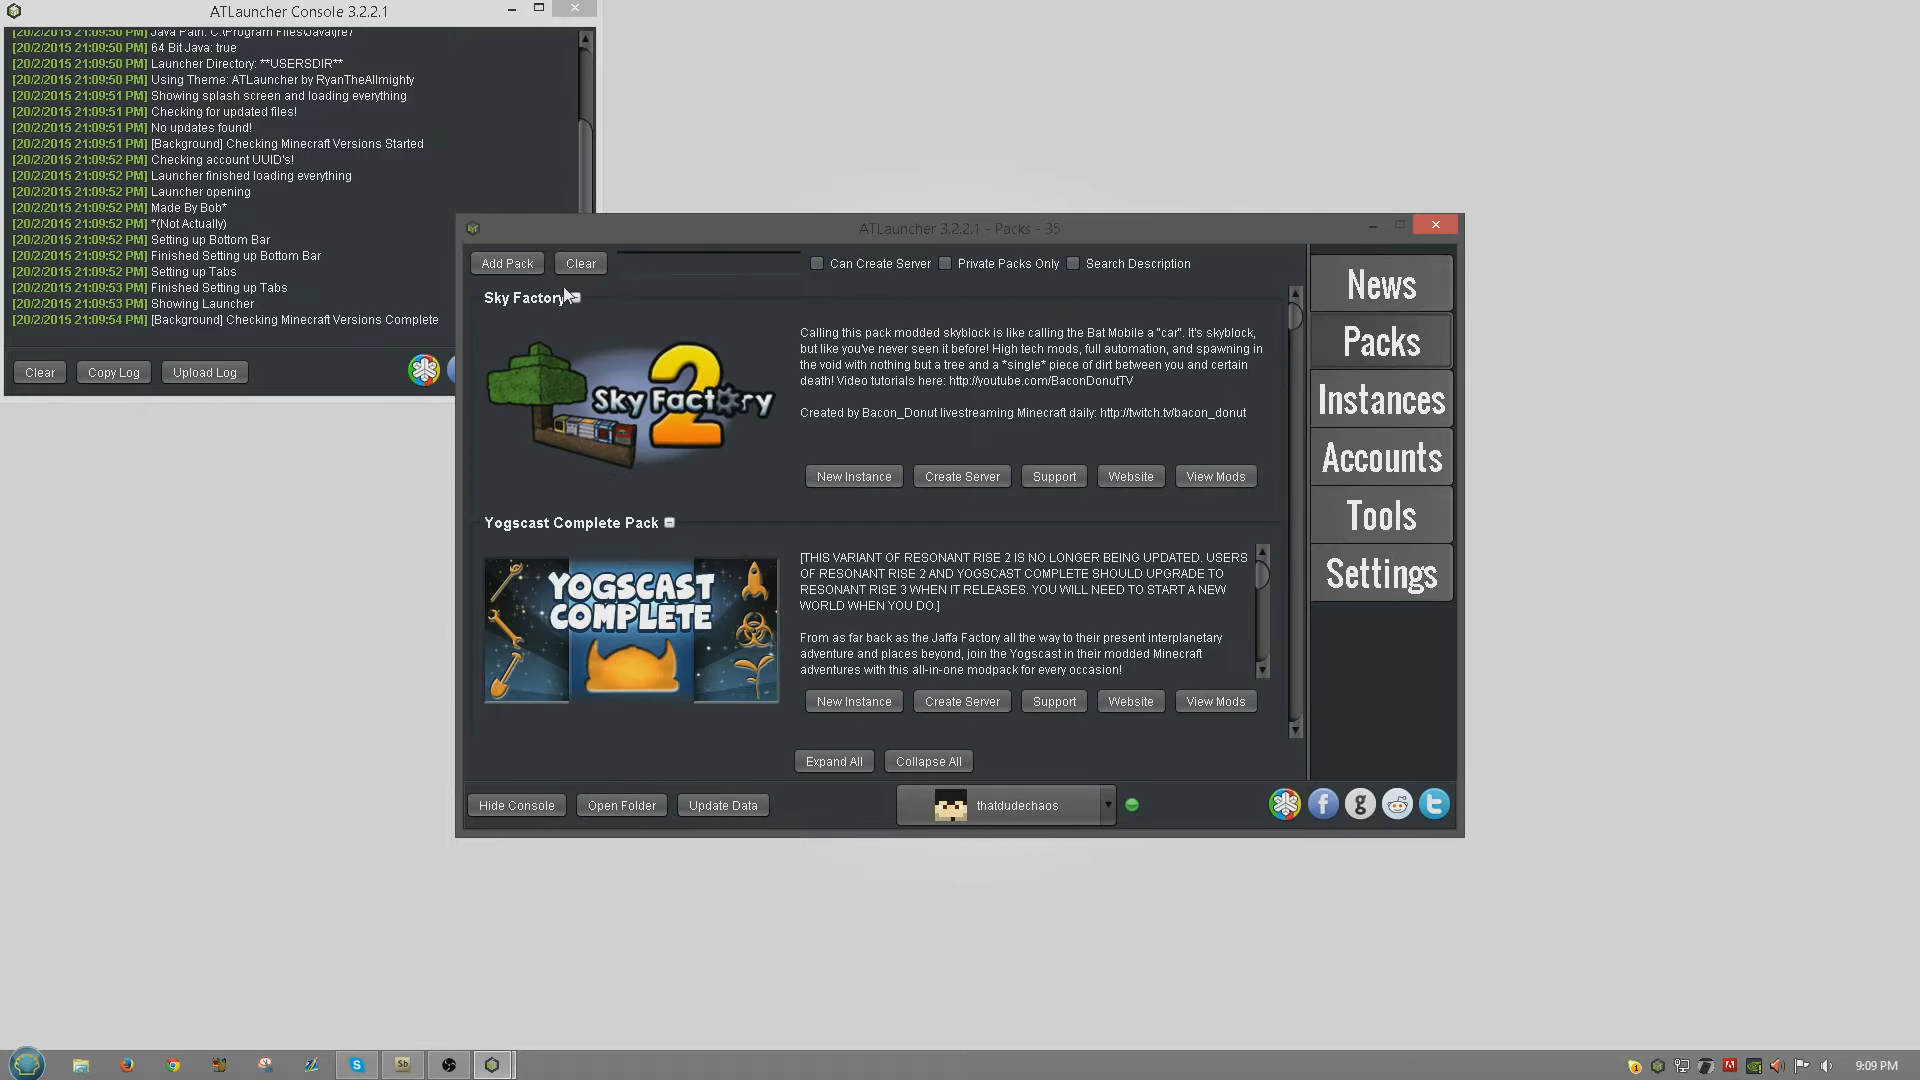 ATLauncher Console 3.2.2.1
[20/2/2015 21:09:50 PM] Java Path: C:\Program Files\Java\jre7
[20/2/2015 21:09:50 PM] 64 Bit Java: true
[20/2/2015 21:09:50 PM] Launcher Directory: **USERSDIR**
[20/2/2015 21:09:50 PM] Using Theme: ATLauncher by RyanTheAllmighty
[20/2/2015 21:09:51 PM] Showing splash screen and loading everything
[20/2/2015 21:09:51 PM] Checking for updated files!
[20/2/2015 21:09:51 PM] No updates found!
[20/2/2015 21:09:51 PM] [Background] Checking Minecraft Versions Started
[20/2/2015 21:09:52 PM] Checking account UUID's!
[20/2/2015 21:09:52 PM] Launcher finished loading everything
[20/2/2015 21:09:52 PM] Launcher opening
[20/2/2015 21:09:52 PM] Made By Bob*
[20/2/2015 21:09:52 PM] *(Not Actually)
[20/2/2015 21:09:52 PM] Setting up Bottom Bar
[20/2/2015 21:09:52 PM] Finished Setting up Bottom Bar
[20/2/2015 21:09:52 PM] Setting up Tabs
[20/2/2015 21:09:53 PM] Finished Setting up Tabs
[20/2/2015 21:09:53 PM] Showing Launcher
[20/2/2015 21:09:54 PM] [Background] Checking Minecraft Versions Complete
Clear Copy Log Upload Log
ATLauncher 3.2.2.1 - Packs - 35
Add Pack Clear Can Create Server Private Packs Only Search Description
Sky Factory
Sky Factory 2
Calling this pack modded skyblock is like calling the Bat Mobile a "car". It's skyblock,
but like you've never seen it before! High tech mods, full automation, and spawning in
the void with nothing but a tree and a *single* piece of dirt between you and certain
death! Video tutorials here: http://youtube.com/BaconDonutTV
Created by Bacon_Donut livestreaming Minecraft daily: http://twitch.tv/bacon_donut
New Instance Create Server Support Website View Mods
Yogscast Complete Pack
YOGSCAST
COMPLETE
[THIS VARIANT OF RESONANT RISE 2 IS NO LONGER BEING UPDATED. USERS
OF RESONANT RISE 2 AND YOGSCAST COMPLETE SHOULD UPGRADE TO
RESONANT RISE 3 WHEN IT RELEASES. YOU WILL NEED TO START A NEW
WORLD WHEN YOU DO.]
From as far back as the Jaffa Factory all the way to their present interplanetary
adventure and places beyond, join the Yogscast in their modded Minecraft
adventures with this all-in-one modpack for every occasion!
New Instance Create Server Support Website View Mods
Expand All Collapse All
Hide Console Open Folder Update Data thatdudechaos
News
Packs
Instances
Accounts
Tools
Settings
Sb
9:09 PM